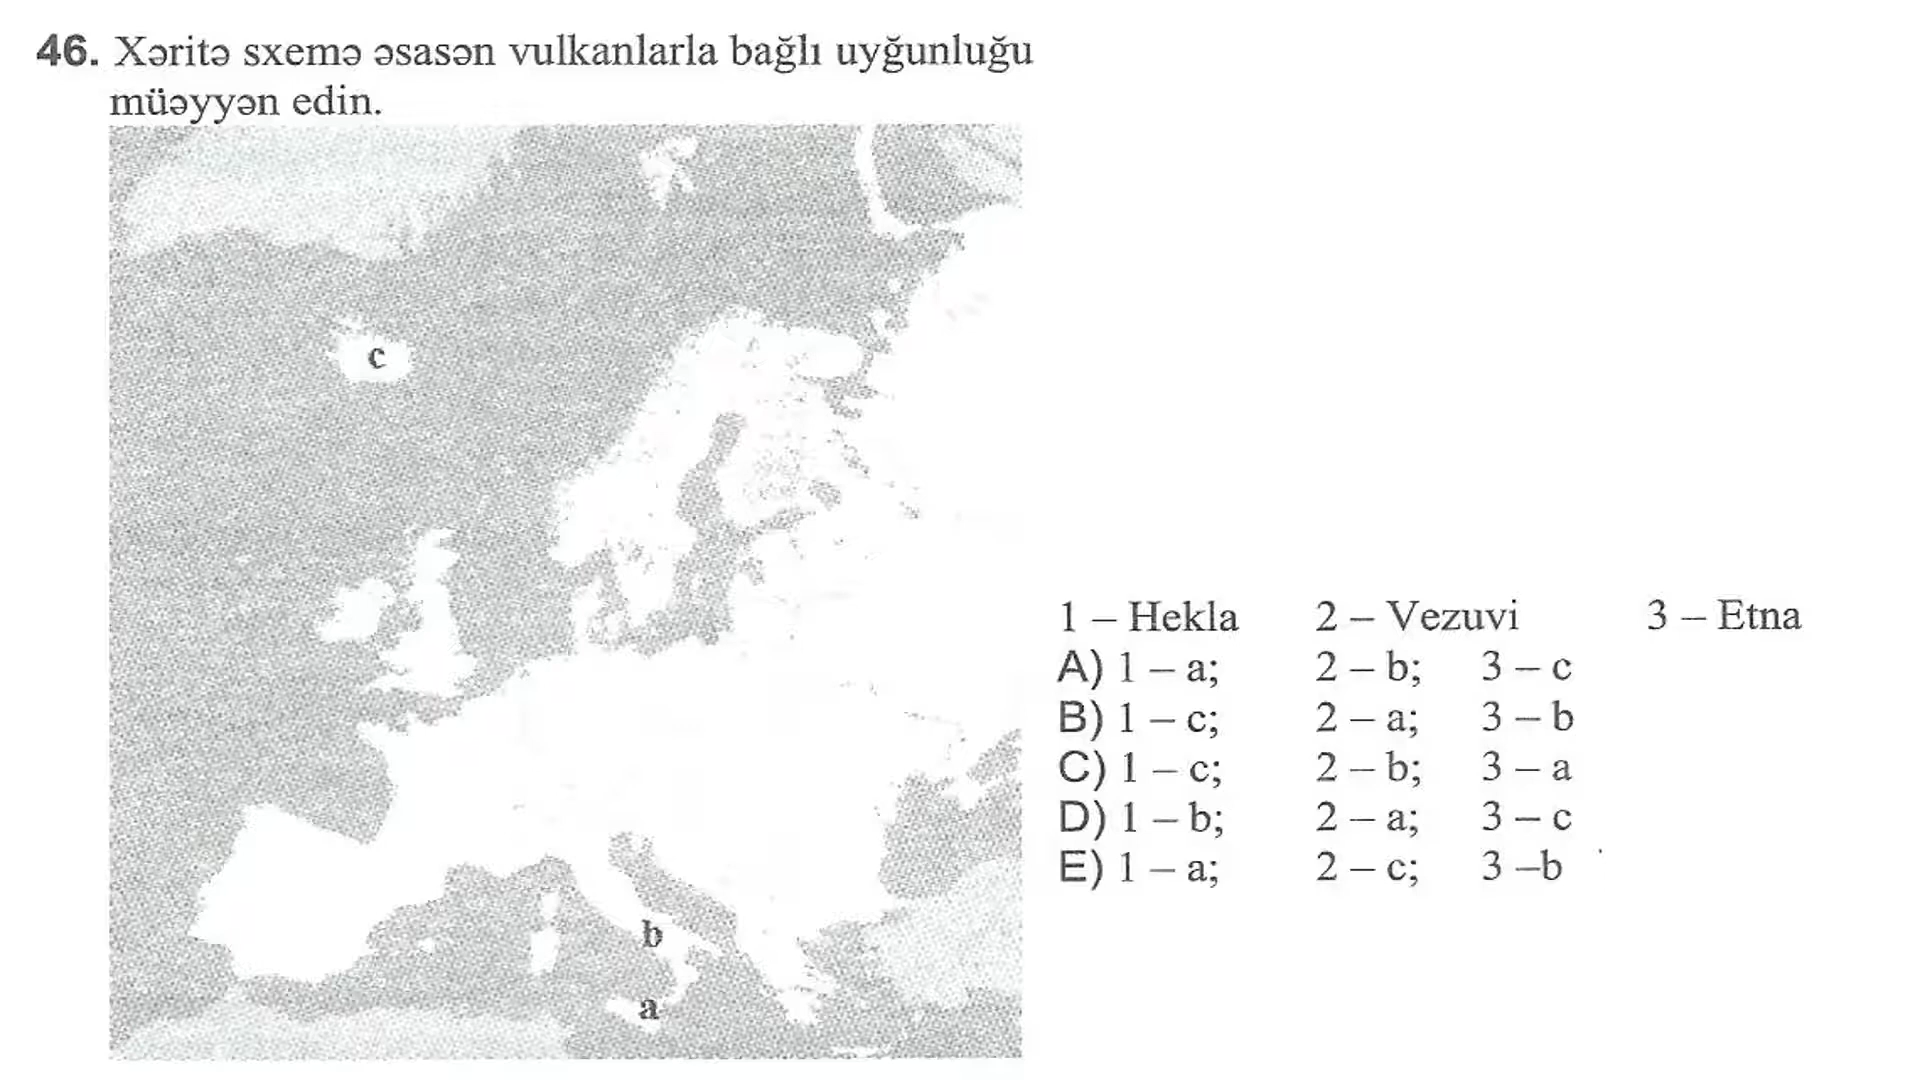 46. Xəritə sxemə əsasən vulkanlarla bağlı uyğunluğu
müəyyən edin.
c
b
a
1 – Hekla 2 – Vezuvi 3 – Etna
A) 1 – a; 2 – b; 3 – c
B) 1 – c; 2 – a; 3 – b
C) 1 – c; 2 – b; 3 – a
D) 1 – b; 2 – a; 3 – c
E) 1 – a; 2 – c; 3 –b